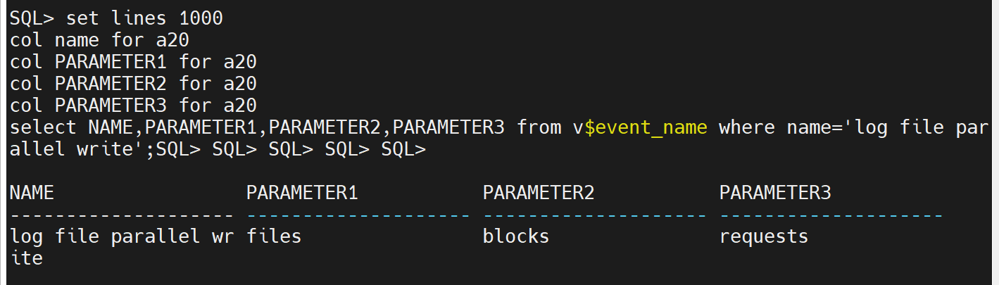 SQL> set lines 1000
col name for a20
col PARAMETER1 for a20
col PARAMETER2 for a20
col PARAMETER3 for a20
select NAME,PARAMETER1,PARAMETER2,PARAMETER3 from v$event_name where name='log file par
allel write';SQL> SQL> SQL> SQL> SQL>
NAME                 PARAMETER1           PARAMETER2           PARAMETER3
-------------------- -------------------- -------------------- --------------------
log file parallel wr files                blocks               requests
ite